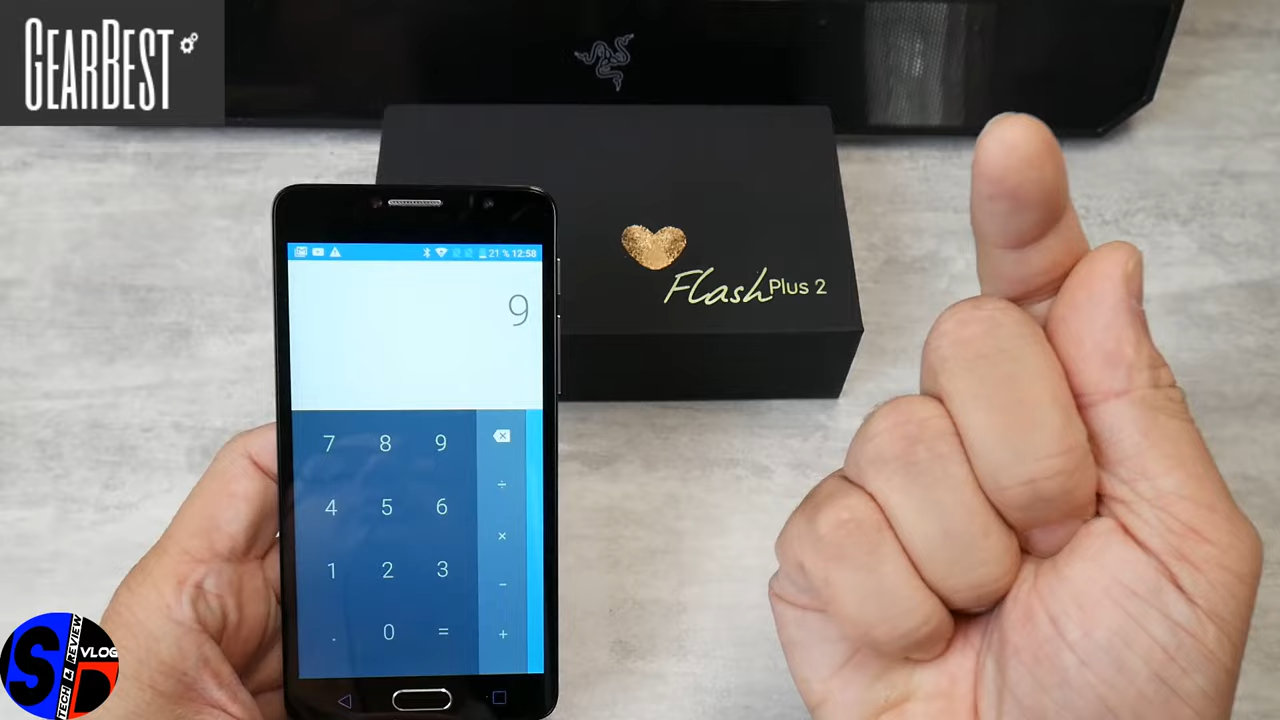 GEARBEST
Flash Plus 2
21 % 12:58
9
7 8 9
÷
4 5 6
×
1 2 3
−
. 0 =
+
SD
TECH & REVIEW
VLOG